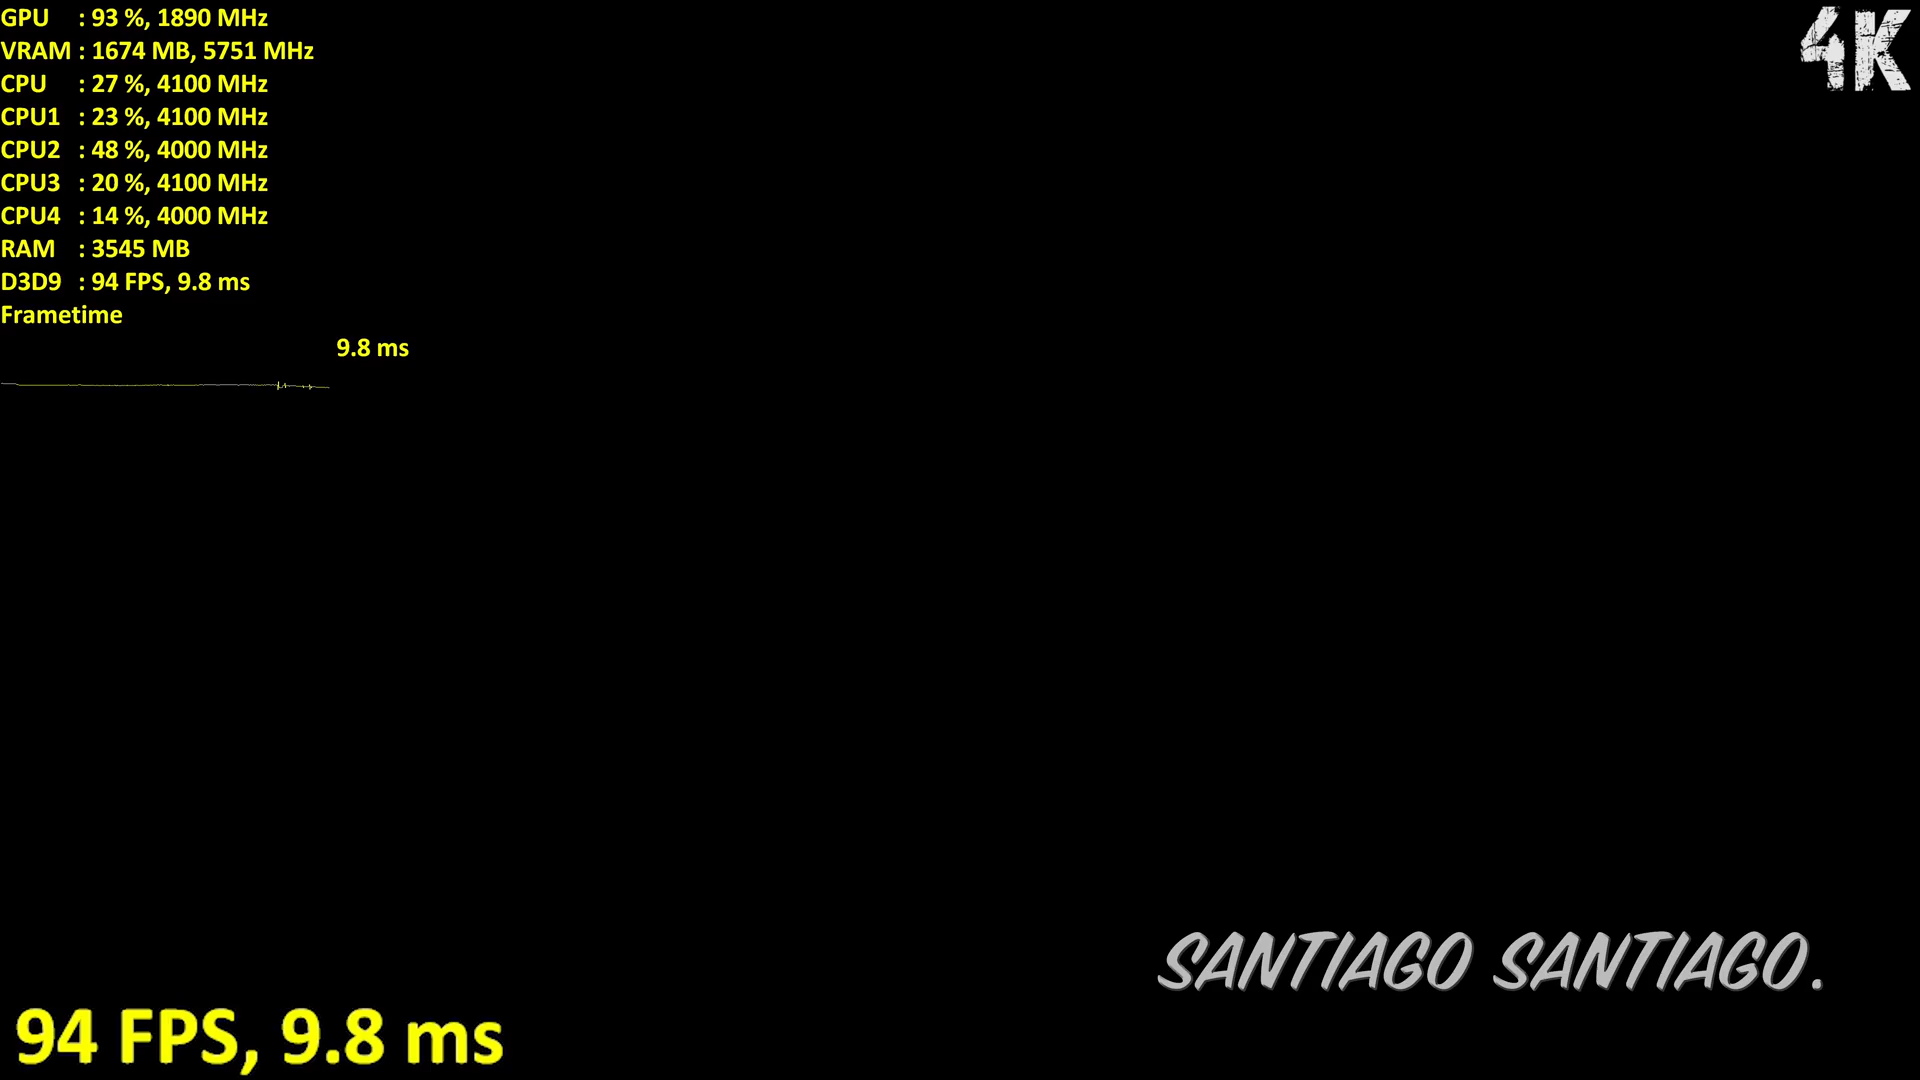 GPU : 93 %, 1890 MHz
VRAM : 1674 MB, 5751 MHz
CPU : 27 %, 4100 MHz
CPU1 : 23 %, 4100 MHz
CPU2 : 48 %, 4000 MHz
CPU3 : 20 %, 4100 MHz
CPU4 : 14 %, 4000 MHz
RAM : 3545 MB
D3D9 : 94 FPS, 9.8 ms
Frametime
9.8 ms
4K
SANTIAGO SANTIAGO.
94 FPS, 9.8 ms